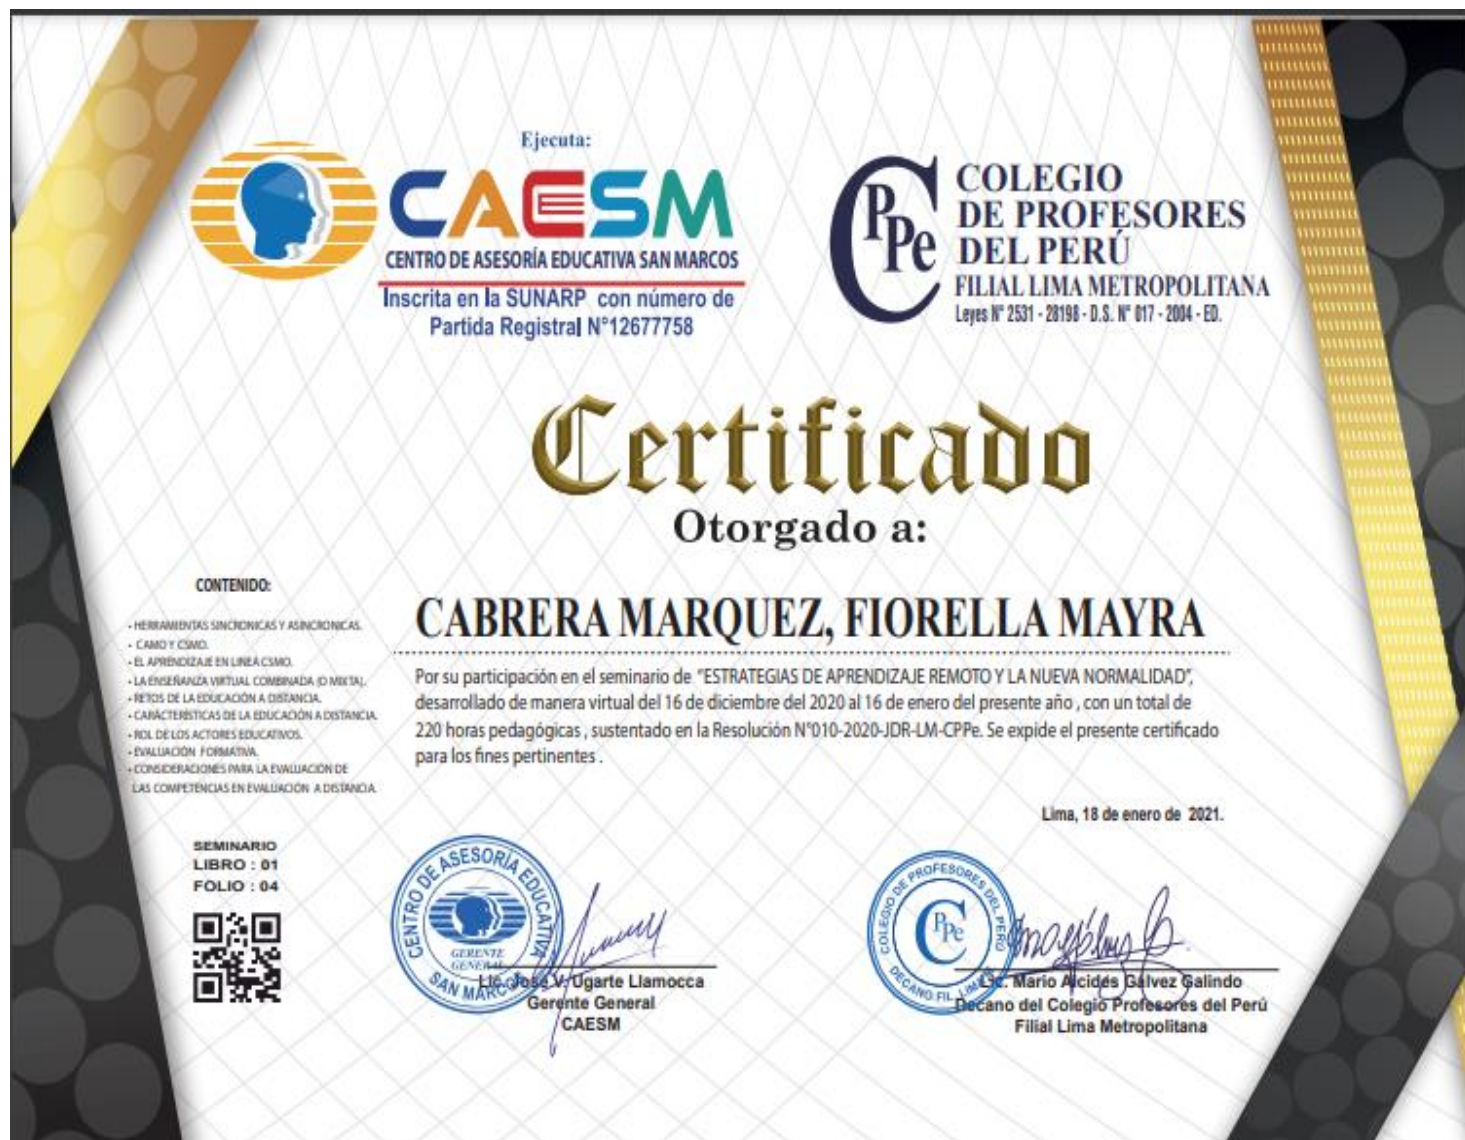 Ejecuta:
CAESM
CENTRO DE ASESORÍA EDUCATIVA SAN MARCOS
Inscrita en la SUNARP con número de
Partida Registral N°12677758
CPPe
COLEGIO
DE PROFESORES
DEL PERÚ
FILIAL LIMA METROPOLITANA
Leyes N° 2531 - 28198 - D.S. N° 017 - 2004 - ED.
Certificado
Otorgado a:
CABRERA MARQUEZ, FIORELLA MAYRA
Por su participación en el seminario de "ESTRATEGIAS DE APRENDIZAJE REMOTO Y LA NUEVA NORMALIDAD",
desarrollado de manera virtual del 16 de diciembre del 2020 al 16 de enero del presente año , con un total de
220 horas pedagógicas , sustentado en la Resolución N°010-2020-JDR-LM-CPPe. Se expide el presente certificado
para los fines pertinentes .
Lima, 18 de enero de 2021.
CONTENIDO:
- HERRAMIENTAS SINCRONICAS Y ASINCRONICAS.
- CAMO Y CSMO.
- EL APRENDIZAJE EN LINEA CSMO.
- LA ENSEÑANZA VIRTUAL COMBINADA (O MIXTA).
- RETOS DE LA EDUCACIÓN A DISTANCIA.
- CARACTERÍSTICAS DE LA EDUCACIÓN A DISTANCIA.
- ROL DE LOS ACTORES EDUCATIVOS.
- EVALUACIÓN FORMATIVA.
- CONSIDERACIONES PARA LA EVALUACIÓN DE
LAS COMPETENCIAS EN EVALUACIÓN A DISTANCIA.
SEMINARIO
LIBRO : 01
FOLIO : 04
CENTRO DE ASESORÍA EDUCATIVA
SAN MARCOS
GERENTE
GENERAL
Lic. José V. Ugarte Llamocca
Gerente General
CAESM
COLEGIO DE PROFESORES DEL PERÚ
CPPe
DECANO FIL. LIMA
Lic. Mario Alcides Gálvez Galindo
Decano del Colegio Profesores del Perú
Filial Lima Metropolitana